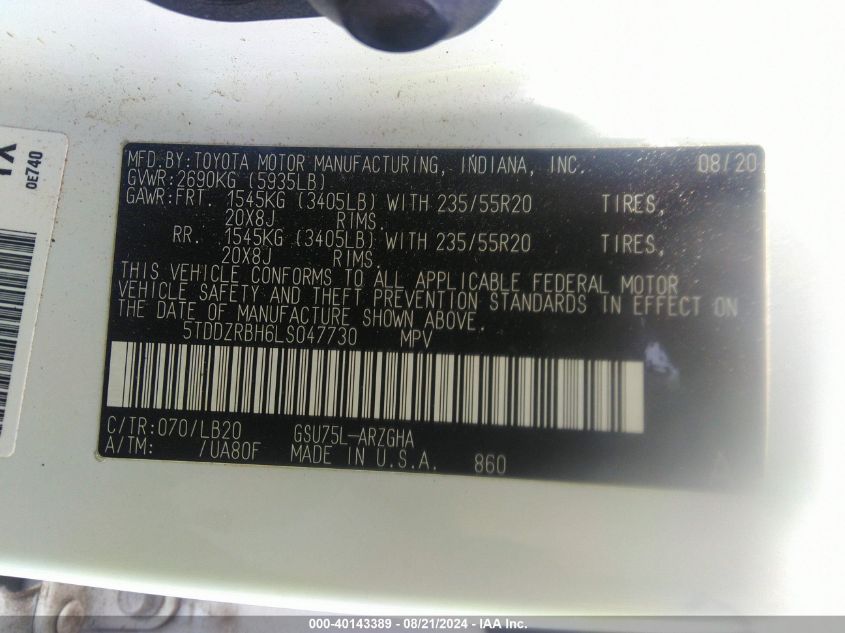 MFD.BY:TOYOTA MOTOR MANUFACTURING, INDIANA, INC. 08/20
GVWR:2690KG (5935LB)
GAWR:FRT. 1545KG (3405LB) WITH 235/55R20 TIRES,
20X8J RIMS.
RR. 1545KG (3405LB) WITH 235/55R20 TIRES,
20X8J RIMS.
THIS VEHICLE CONFORMS TO ALL APPLICABLE FEDERAL MOTOR
VEHICLE SAFETY AND THEFT PREVENTION STANDARDS IN EFFECT ON
THE DATE OF MANUFACTURE SHOWN ABOVE.
5TDDZRBH6LS047730 MPV
C/TR:070/LB20 GSU75L-ARZGHA
A/TM: /UA80F MADE IN U.S.A. 860
0E740
000-40143389 - 08/21/2024 - IAA Inc.